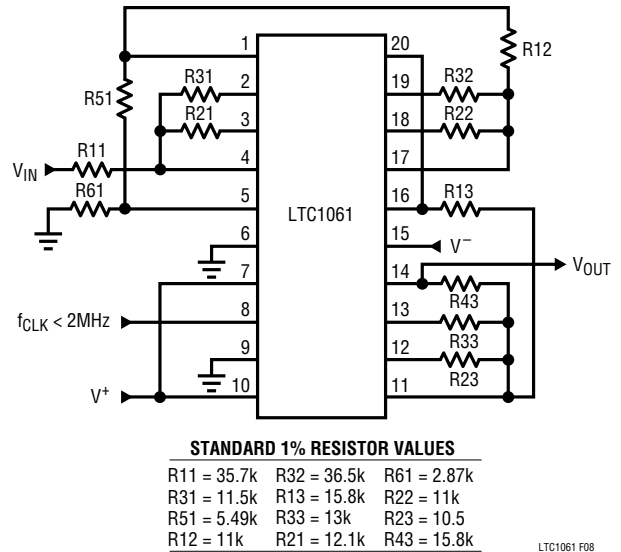 R12
1
20
R31
2
19
R32
R51
R21
3
18
R22
VIN
R11
4
17
R61
5
16
R13
LTC1061
6
15
V−
7
14
VOUT
R43
fCLK < 2MHz
8
13
R33
9
12
R23
V+
10
11
STANDARD 1% RESISTOR VALUES
R11 = 35.7k R32 = 36.5k R61 = 2.87k
R31 = 11.5k R13 = 15.8k R22 = 11k
R51 = 5.49k R33 = 13k R23 = 10.5
R12 = 11k R21 = 12.1k R43 = 15.8k
LTC1061 F08